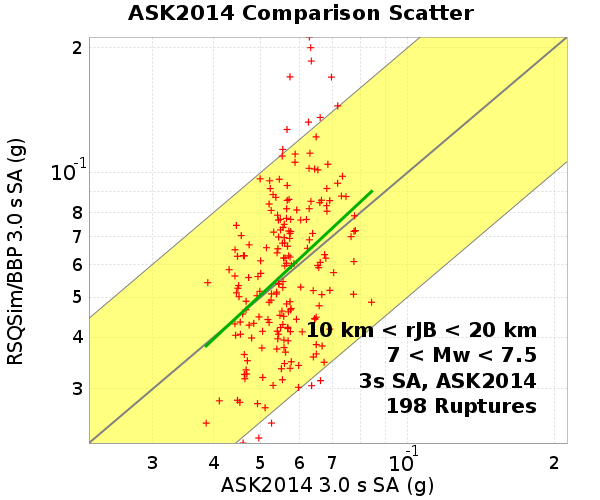 ASK2014 Comparison Scatter
RSQSim/BBP 3.0 s SA (g)
2
10⁻¹
8
7
6
5
4
3
10 km < rJB < 20 km
7 < Mw < 7.5
3s SA, ASK2014
198 Ruptures
3 4 5 6 7 10⁻¹ 2
ASK2014 3.0 s SA (g)